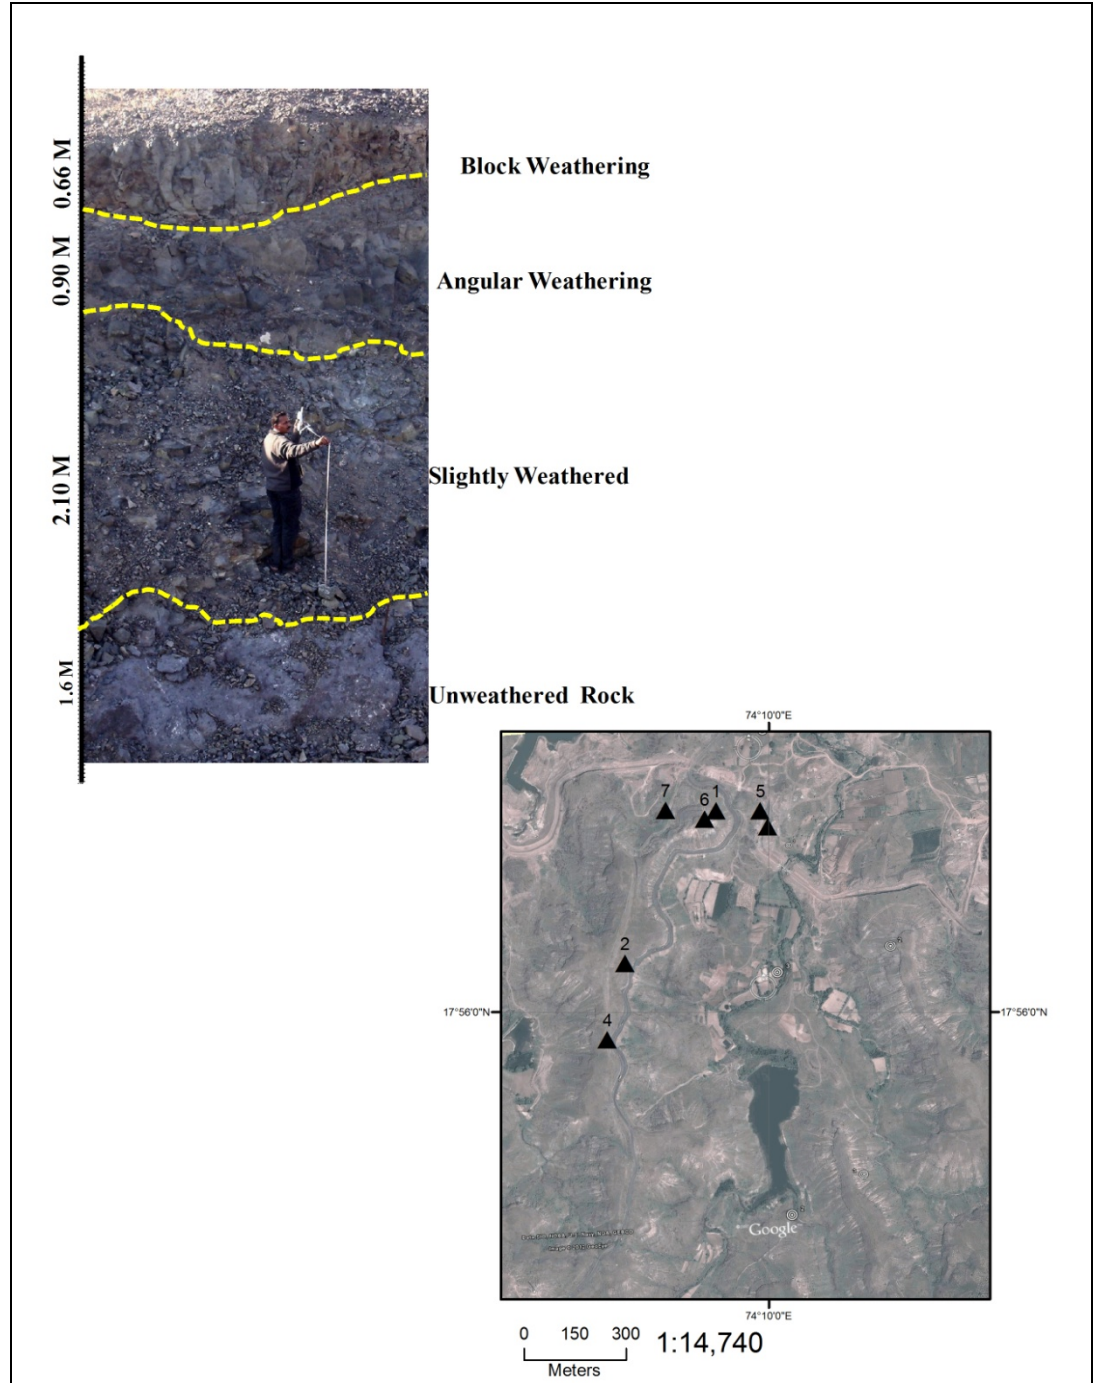 0.66 M
Block Weathering
0.90 M
Angular Weathering
2.10 M
Slightly Weathered
1.6 M
Unweathered Rock
74°10'0"E
7
6
1
5
2
17°56'0"N
17°56'0"N
4
Google
74°10'0"E
0 150 300
1:14,740
Meters